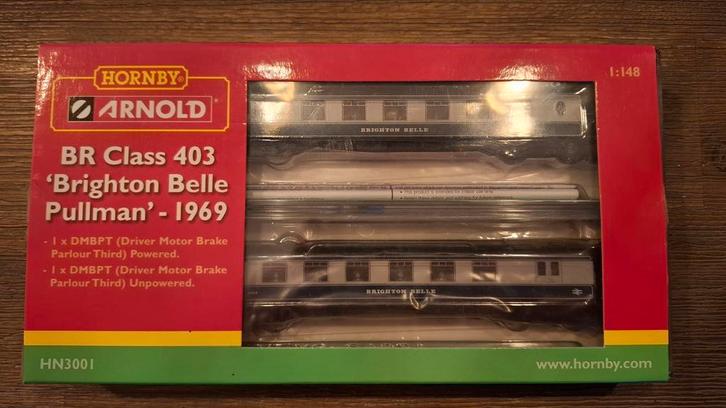 HORNBY®
1:148
ARNOLD®
BR Class 403
'Brighton Belle
Pullman' - 1969
- 1 x DMBPT (Driver Motor Brake
Parlour Third) Powered.
- 1 x DMBPT (Driver Motor Brake
Parlour Third) Unpowered.
BRIGHTON BELLE
BRIGHTON BELLE
HN3001
www.hornby.com